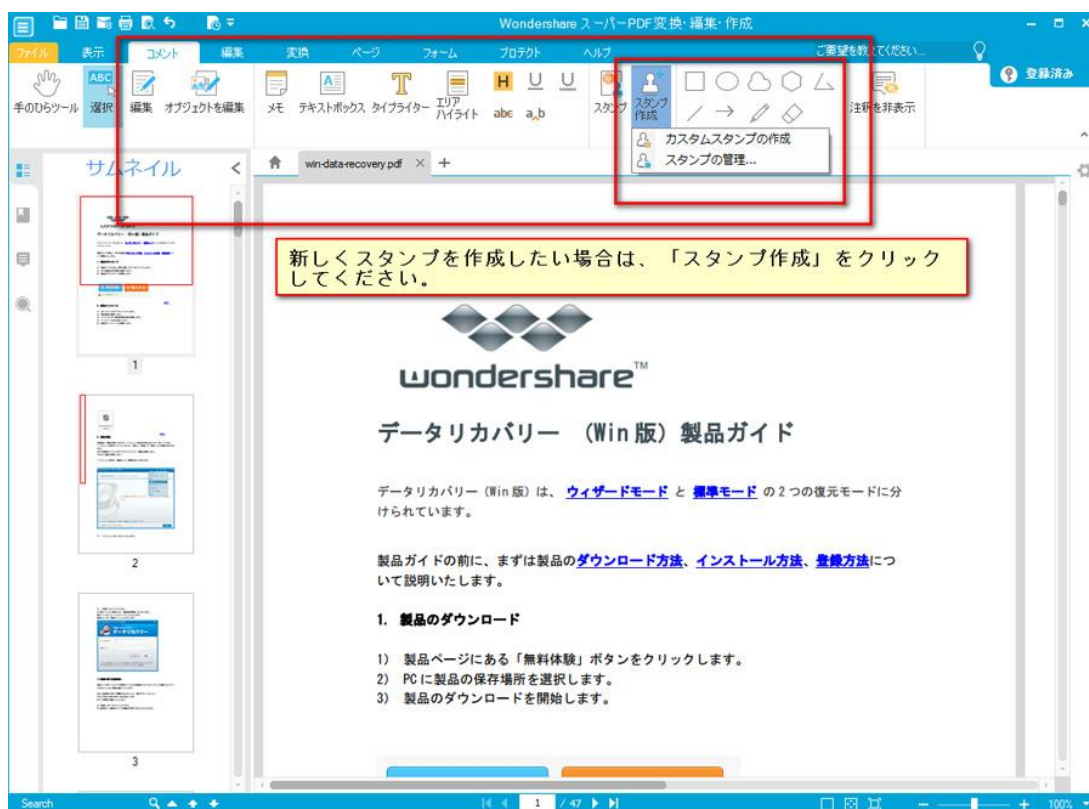 Wondershare スーパーPDF変換・編集・作成
ファイル 表示 コメント 編集 変換 ページ フォーム プロテクト ヘルプ ご要望を教えてください...
登録済み
手のひらツール 選択 編集 オブジェクトを編集 メモ テキストボックス タイプライター エリアハイライト スタンプ スタンプ作成 注釈を非表示
ABC
H U U
abc a‸b
カスタムスタンプの作成
スタンプの管理...
サムネイル
win-data-recovery.pdf
新しくスタンプを作成したい場合は、「スタンプ作成」をクリック
してください。
wondershare™
データリカバリー (Win版) 製品ガイド
データリカバリー (Win版) は、 ウィザードモード と 標準モード の2つの復元モードに分
けられています。
製品ガイドの前に、まずは製品のダウンロード方法、インストール方法、登録方法につ
いて説明いたします。
1. 製品のダウンロード
1) 製品ページにある「無料体験」ボタンをクリックします。
2) PCに製品の保存場所を選択します。
3) 製品のダウンロードを開始します。
1
2
3
Search
1 / 47
100%